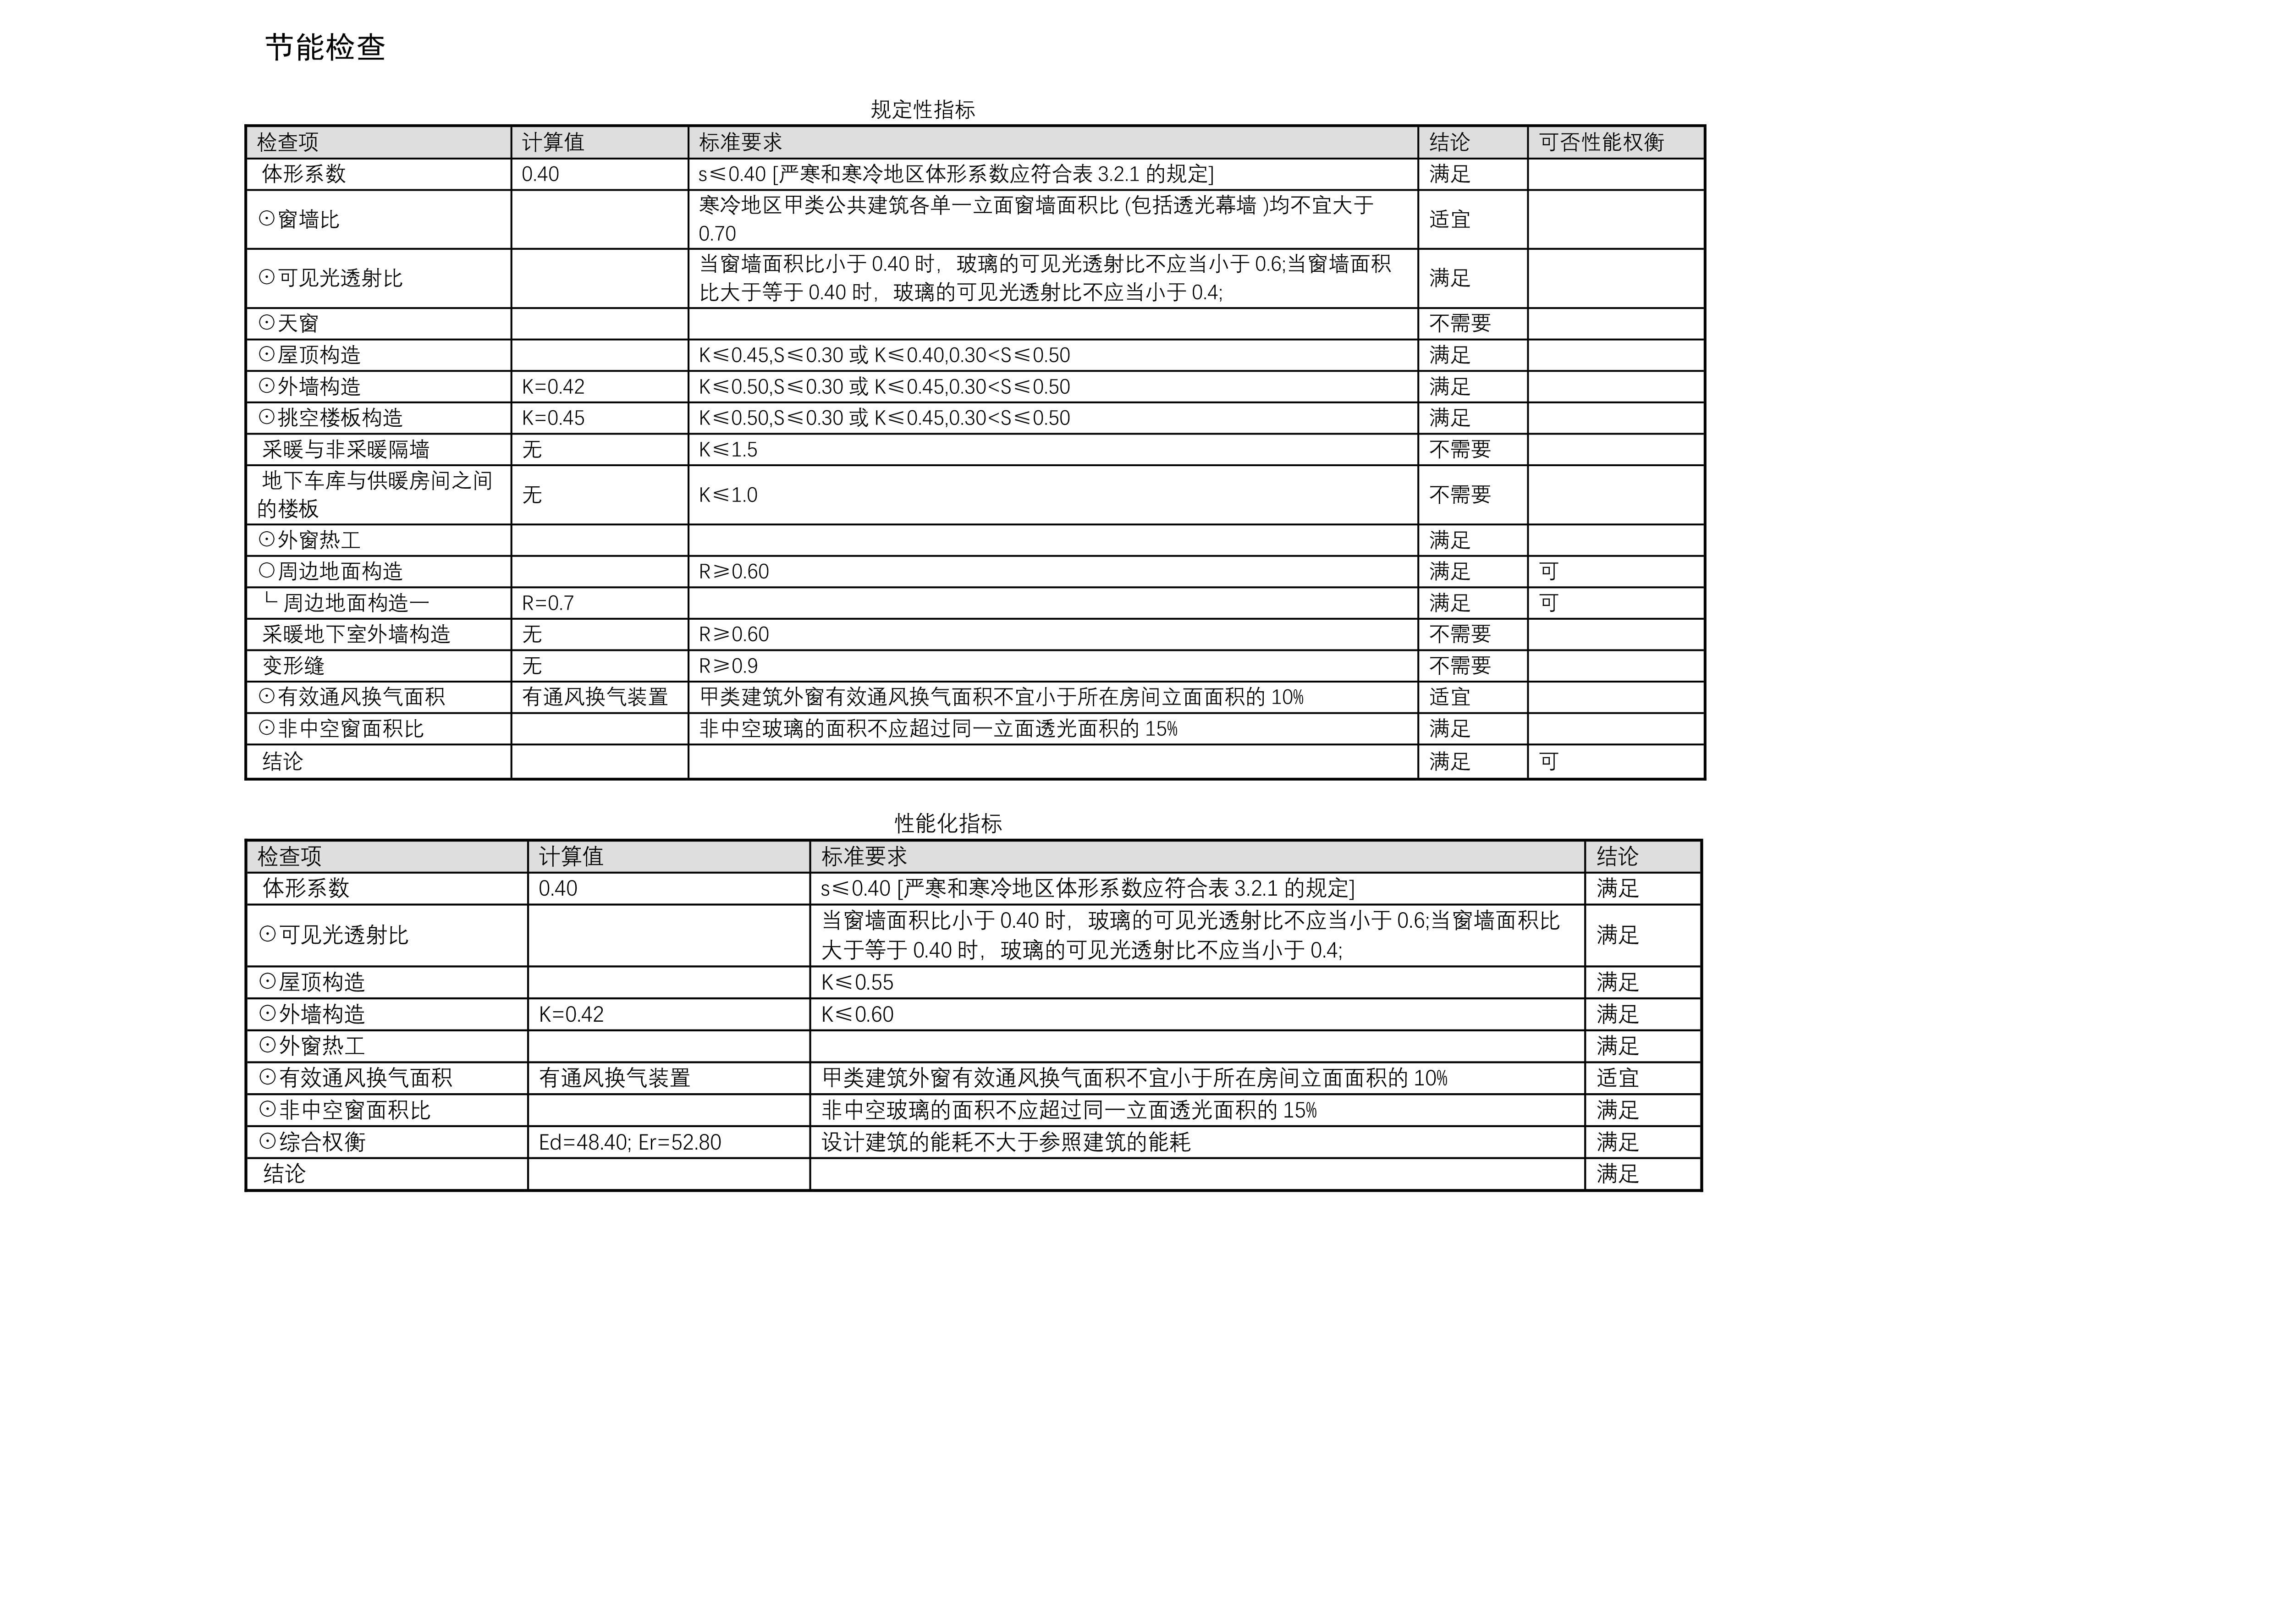 节能检查
规定性指标
检查项 计算值 标准要求 结论 可否性能权衡
体形系数 0.40 s≤0.40 [严寒和寒冷地区体形系数应符合表 3.2.1 的规定] 满足
⊙窗墙比 寒冷地区甲类公共建筑各单一立面窗墙面积比 (包括透光幕墙 )均不宜大于 适宜
0.70
⊙可见光透射比 当窗墙面积比小于 0.40 时，玻璃的可见光透射比不应当小于 0.6;当窗墙面积 满足
比大于等于 0.40 时，玻璃的可见光透射比不应当小于 0.4;
⊙天窗 不需要
⊙屋顶构造 K≤0.45,S≤0.30 或 K≤0.40,0.30<S≤0.50 满足
⊙外墙构造 K=0.42 K≤0.50,S≤0.30 或 K≤0.45,0.30<S≤0.50 满足
⊙挑空楼板构造 K=0.45 K≤0.50,S≤0.30 或 K≤0.45,0.30<S≤0.50 满足
采暖与非采暖隔墙 无 K≤1.5 不需要
地下车库与供暖房间之间 无 K≤1.0 不需要
的楼板
⊙外窗热工 满足
○周边地面构造 R≥0.60 满足 可
└ 周边地面构造一 R=0.7 满足 可
采暖地下室外墙构造 无 R≥0.60 不需要
变形缝 无 R≥0.9 不需要
⊙有效通风换气面积 有通风换气装置 甲类建筑外窗有效通风换气面积不宜小于所在房间立面面积的 10% 适宜
⊙非中空窗面积比 非中空玻璃的面积不应超过同一立面透光面积的 15% 满足
结论 满足 可
性能化指标
检查项 计算值 标准要求 结论
体形系数 0.40 s≤0.40 [严寒和寒冷地区体形系数应符合表 3.2.1 的规定] 满足
⊙可见光透射比 当窗墙面积比小于 0.40 时，玻璃的可见光透射比不应当小于 0.6;当窗墙面积比 满足
大于等于 0.40 时，玻璃的可见光透射比不应当小于 0.4;
⊙屋顶构造 K≤0.55 满足
⊙外墙构造 K=0.42 K≤0.60 满足
⊙外窗热工 满足
⊙有效通风换气面积 有通风换气装置 甲类建筑外窗有效通风换气面积不宜小于所在房间立面面积的 10% 适宜
⊙非中空窗面积比 非中空玻璃的面积不应超过同一立面透光面积的 15% 满足
⊙综合权衡 Ed=48.40; Er=52.80 设计建筑的能耗不大于参照建筑的能耗 满足
结论 满足